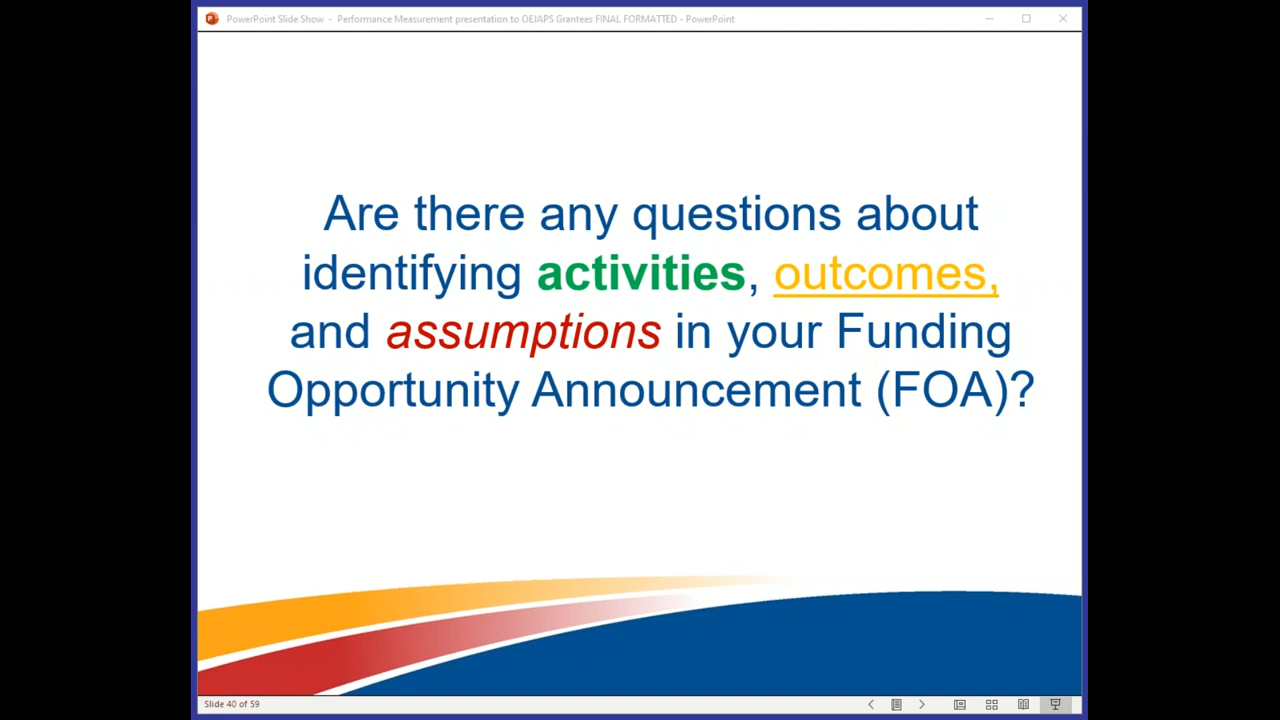 PowerPoint Slide Show - Performance Measurement presentation to OEJAPS Grantees FINAL FORMATTED - PowerPoint
Are there any questions about
identifying activities, outcomes,
and assumptions in your Funding
Opportunity Announcement (FOA)?
Slide 40 of 59